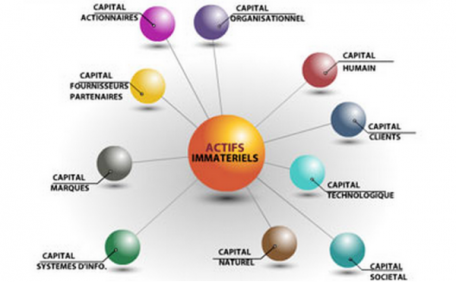 CAPITAL
ACTIONNAIRES
CAPITAL
ORGANISATIONNEL
CAPITAL
HUMAIN
CAPITAL
FOURNISSEURS
PARTENAIRES
CAPITAL
CLIENTS
ACTIFS
IMMATERIELS
CAPITAL
MARQUES
CAPITAL
TECHNOLOGIQUE
CAPITAL
SYSTEMES D'INFO.
CAPITAL
NATUREL
CAPITAL
SOCIETAL